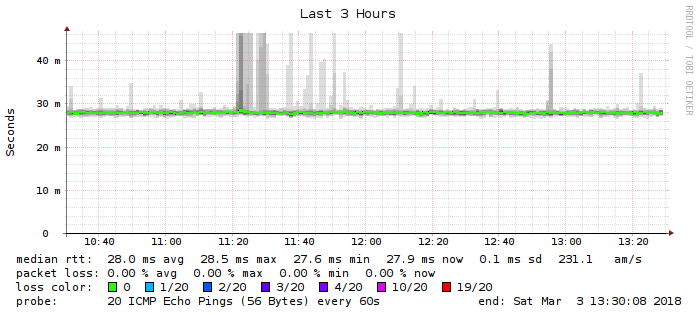 Last 3 Hours
RRDTOOL / TOBI OETIKER
Seconds
40 m
30 m
20 m
10 m
0
10:40 11:00 11:20 11:40 12:00 12:20 12:40 13:00 13:20
median rtt: 28.0 ms avg 28.5 ms max 27.6 ms min 27.9 ms now 0.1 ms sd 231.1 am/s
packet loss: 0.00 % avg 0.00 % max 0.00 % min 0.00 % now
loss color: 0 1/20 2/20 3/20 4/20 10/20 19/20
probe: 20 ICMP Echo Pings (56 Bytes) every 60s end: Sat Mar 3 13:30:08 2018